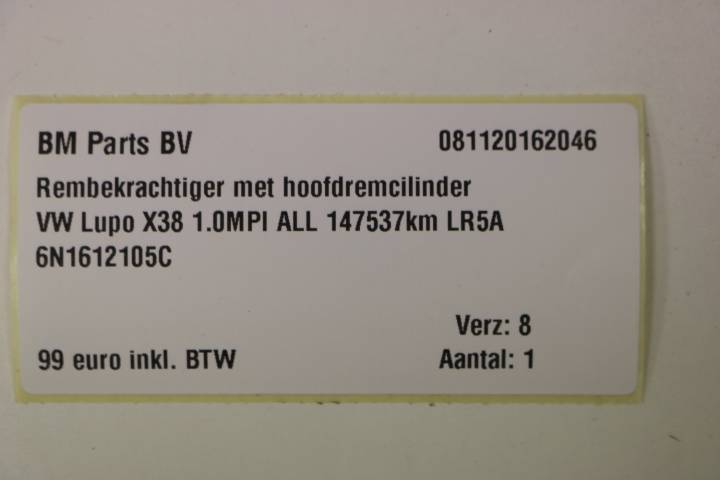 BM Parts BV 081120162046
Rembekrachtiger met hoofdremcilinder
VW Lupo X38 1.0MPI ALL 147537km LR5A
6N1612105C
Verz: 8
99 euro inkl. BTW Aantal: 1